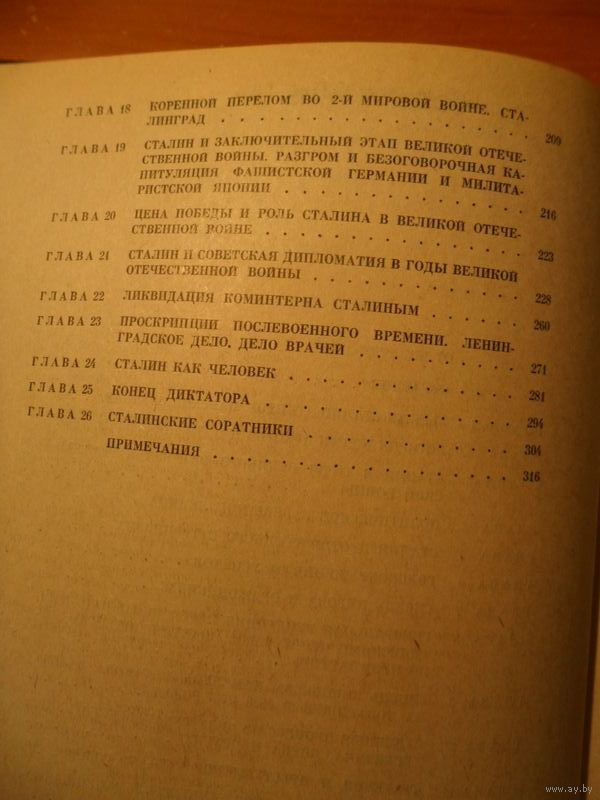 ГЛАВА 18 КОРЕННОЙ ПЕРЕЛОМ ВО 2-Й МИРОВОЙ ВОЙНЕ. СТА-
ЛИНГРАД . . . . . . . . . . . . . . . . 209
ГЛАВА 19 СТАЛИН И ЗАКЛЮЧИТЕЛЬНЫЙ ЭТАП ВЕЛИКОЙ ОТЕЧЕ-
СТВЕННОЙ ВОЙНЫ. РАЗГРОМ И БЕЗОГОВОРОЧНАЯ КА-
ПИТУЛЯЦИЯ ФАШИСТСКОЙ ГЕРМАНИИ И МИЛИТА-
РИСТСКОЙ ЯПОНИИ . . . . . . . . . . . . 216
ГЛАВА 20 ЦЕНА ПОБЕДЫ И РОЛЬ СТАЛИНА В ВЕЛИКОЙ ОТЕЧЕ-
СТВЕННОЙ ВОЙНЕ . . . . . . . . . . . . 223
ГЛАВА 21 СТАЛИН И СОВЕТСКАЯ ДИПЛОМАТИЯ В ГОДЫ ВЕЛИКОЙ
ОТЕЧЕСТВЕННОЙ ВОЙНЫ . . . . . . . . . . 228
ГЛАВА 22 ЛИКВИДАЦИЯ КОМИНТЕРНА СТАЛИНЫМ . . . . . 260
ГЛАВА 23 ПРОСКРИПЦИИ ПОСЛЕВОЕННОГО ВРЕМЕНИ. ЛЕНИН-
ГРАДСКОЕ ДЕЛО. ДЕЛО ВРАЧЕЙ . . . . . . . . 271
ГЛАВА 24 СТАЛИН КАК ЧЕЛОВЕК . . . . . . . . . . . 281
ГЛАВА 25 КОНЕЦ ДИКТАТОРА . . . . . . . . . . . . 294
ГЛАВА 26 СТАЛИНСКИЕ СОРАТНИКИ . . . . . . . . . . 304
ПРИМЕЧАНИЯ . . . . . . . . . . . . . . 316
www.ay.by